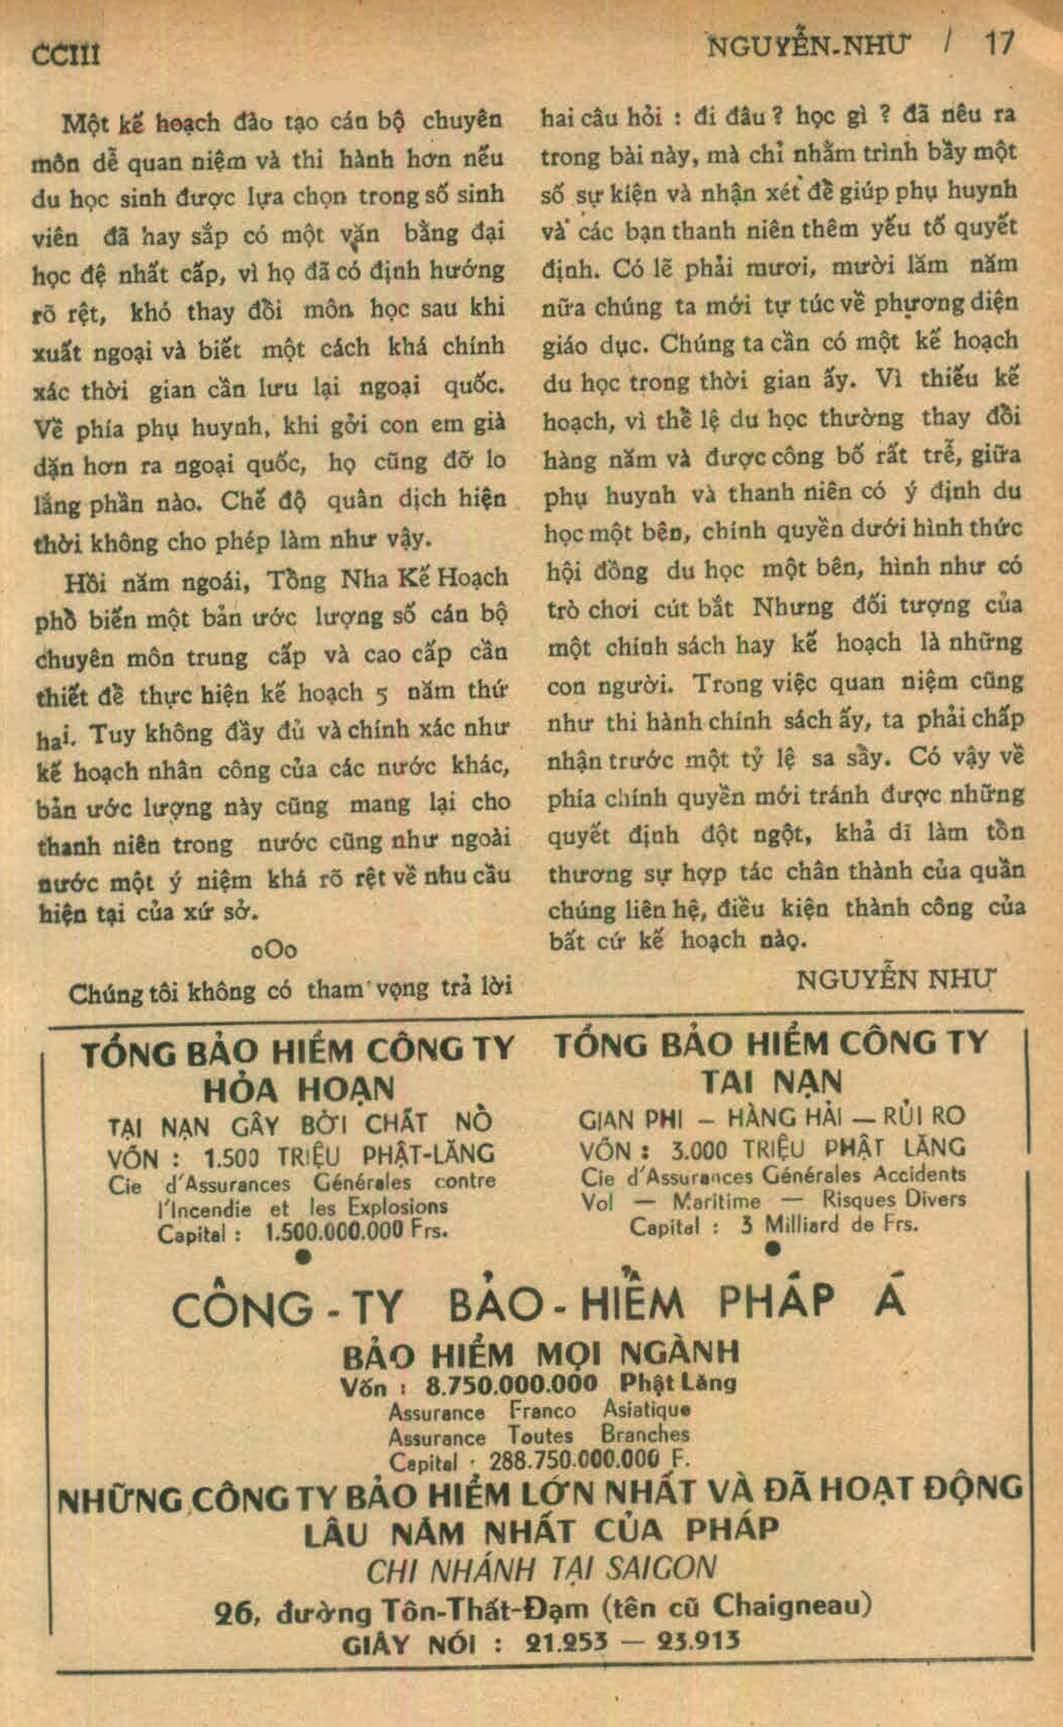 CCIII
NGUYỄN-NHƯ / 17
Một kế hoạch đào tạo cán bộ chuyên
môn dễ quan niệm và thi hành hơn nếu
du học sinh được lựa chọn trong số sinh
viên đã hay sắp có một văn bằng đại
học đệ nhất cấp, vì họ đã có định hướng
rõ rệt, khó thay đổi môn học sau khi
xuất ngoại và biết một cách khá chính
xác thời gian cần lưu lại ngoại quốc.
Về phía phụ huynh, khi gởi con em già
dặn hơn ra ngoại quốc, họ cũng đỡ lo
lắng phần nào. Chế độ quân dịch hiện
thời không cho phép làm như vậy.
Hồi năm ngoái, Tổng Nha Kế Hoạch
phổ biến một bản ước lượng số cán bộ
chuyên môn trung cấp và cao cấp cần
thiết để thực hiện kế hoạch 5 năm thứ
hai. Tuy không đầy đủ và chính xác như
kế hoạch nhân công của các nước khác,
bản ước lượng này cũng mang lại cho
thanh niên trong nước cũng như ngoài
nước một ý niệm khá rõ rệt về nhu cầu
hiện tại của xứ sở.
oOo
Chúng tôi không có tham vọng trả lời
hai câu hỏi : đi đâu ? học gì ? đã nêu ra
trong bài này, mà chỉ nhằm trình bầy một
số sự kiện và nhận xét để giúp phụ huynh
và các bạn thanh niên thêm yếu tố quyết
định. Có lẽ phải mươi, mười lăm năm
nữa chúng ta mới tự túc về phương diện
giáo dục. Chúng ta cần có một kế hoạch
du học trong thời gian ấy. Vì thiếu kế
hoạch, vì thể lệ du học thường thay đổi
hàng năm và được công bố rất trễ, giữa
phụ huynh và thanh niên có ý định du
học một bên, chính quyền dưới hình thức
hội đồng du học một bên, hình như có
trò chơi cút bắt Nhưng đối tượng của
một chính sách hay kế hoạch là những
con người. Trong việc quan niệm cũng
như thi hành chính sách ấy, ta phải chấp
nhận trước một tỷ lệ sa sầy. Có vậy về
phía chính quyền mới tránh được những
quyết định đột ngột, khả dĩ làm tồn
thương sự hợp tác chân thành của quần
chúng liên hệ, điều kiện thành công của
bất cứ kế hoạch nào.
NGUYỄN NHƯ
TỔNG BẢO HIỂM CÔNG TY
HỎA HOẠN
TẠI NẠN GÂY BỞI CHẤT NỔ
VỐN : 1.500 TRIỆU PHẬT-LĂNG
Cie d'Assurances Générales contre
l'Incendie et les Explosions
Capital : 1.500.000.000 Frs.
TỔNG BẢO HIỂM CÔNG TY
TAI NẠN
GIAN PHI – HÀNG HẢI — RỦI RO
VỐN : 3.000 TRIỆU PHẬT LĂNG
Cie d'Assurances Générales Accidents
Vol — Maritime — Risques Divers
Capital : 3 Milliard de Frs.
CÔNG-TY BẢO-HIỂM PHÁP Á
BẢO HIỂM MỌI NGÀNH
Vốn : 8.750.000.000 Phật Lăng
Assurance Franco Asiatique
Assurance Toutes Branches
Capital : 288.750.000.000 F.
NHỮNG CÔNG TY BẢO HIỂM LỚN NHẤT VÀ ĐÃ HOẠT ĐỘNG
LÂU NĂM NHẤT CỦA PHÁP
CHI NHÁNH TẠI SAIGON
26, đường Tôn-Thất-Đạm (tên cũ Chaigneau)
GIÂY NÓI : 21.253 — 23.913